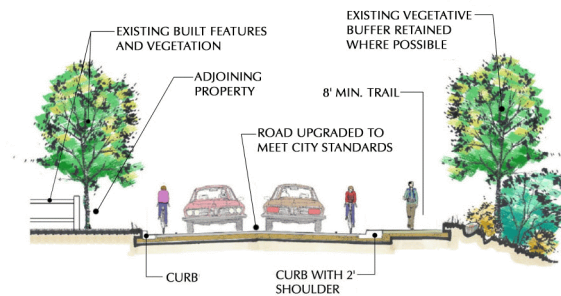 EXISTING BUILT FEATURES
AND VEGETATION
EXISTING VEGETATIVE
BUFFER RETAINED
WHERE POSSIBLE
ADJOINING
PROPERTY
8' MIN. TRAIL
ROAD UPGRADED TO
MEET CITY STANDARDS
CURB
CURB WITH 2'
SHOULDER